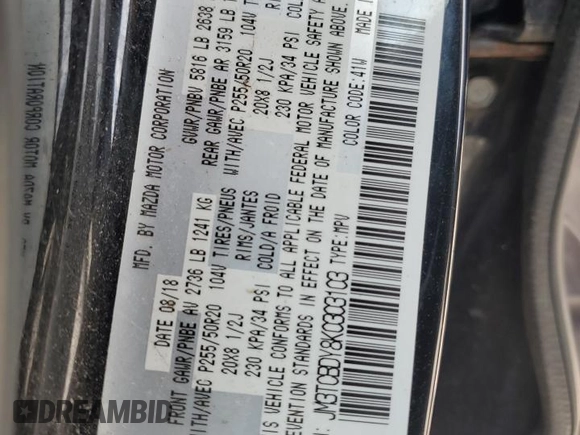 MFD. BY MAZDA MOTOR CORPORATION
DATE 08/18 GVWR/PNBV 5816 LB 2638
FRONT GAWR/PNBE AV 2736 LB 1241 KG REAR GAWR/PNBE AR 3159 LB
WITH/AVEC P255/50R20 104V TIRES/PNEUS WITH/AVEC P255/50R20 104V
20X8 1/2J RIMS/JANTES 20X8 1/2J
230 KPA/34 PSI COLD/A FROID 230 KPA/34 PSI COL
IS VEHICLE CONFORMS TO ALL APPLICABLE FEDERAL MOTOR VEHICLE SAFETY
EVENTION STANDARDS IN EFFECT ON THE DATE OF MANUFACTURE SHOWN ABOVE.
JM3TCBDY8K0303103 TYPE:MPV COLOR CODE:41W MADE
DREAMBID